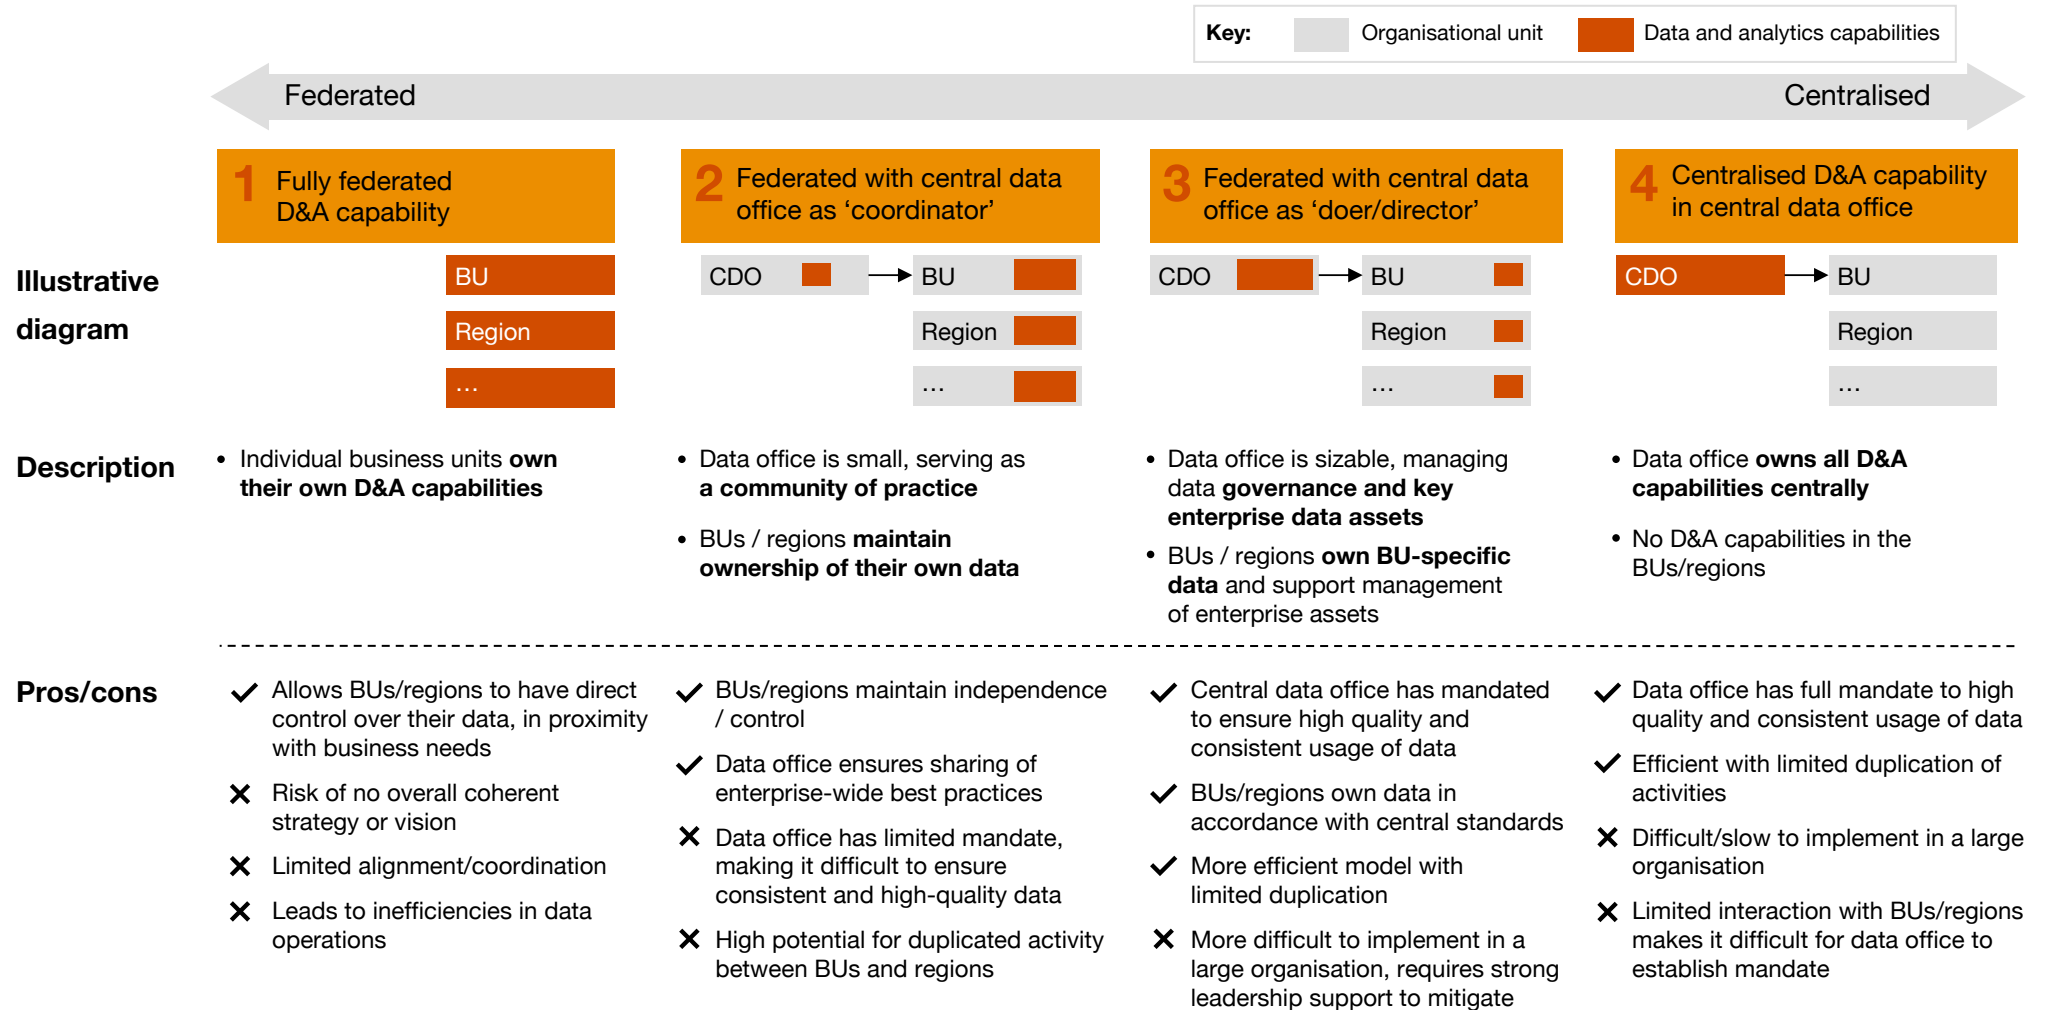 Key: Organisational unit Data and analytics capabilities
Federated Centralised
1 Fully federated
D&A capability
2 Federated with central data
office as ‘coordinator’
3 Federated with central data
office as ‘doer/director’
4 Centralised D&A capability
in central data office
Illustrative
diagram
BU
Region
…
CDO
BU
Region
…
CDO
BU
Region
…
CDO
BU
Region
…
Description
• Individual business units own
their own D&A capabilities
• Data office is small, serving as
a community of practice
• BUs / regions maintain
ownership of their own data
• Data office is sizable, managing
data governance and key
enterprise data assets
• BUs / regions own BU-specific
data and support management
of enterprise assets
• Data office owns all D&A
capabilities centrally
• No D&A capabilities in the
BUs/regions
Pros/cons
Allows BUs/regions to have direct
control over their data, in proximity
with business needs
Risk of no overall coherent
strategy or vision
Limited alignment/coordination
Leads to inefficiencies in data
operations
BUs/regions maintain independence
/ control
Data office ensures sharing of
enterprise-wide best practices
Data office has limited mandate,
making it difficult to ensure
consistent and high-quality data
High potential for duplicated activity
between BUs and regions
Central data office has mandated
to ensure high quality and
consistent usage of data
BUs/regions own data in
accordance with central standards
More efficient model with
limited duplication
More difficult to implement in a
large organisation, requires strong
leadership support to mitigate
Data office has full mandate to high
quality and consistent usage of data
Efficient with limited duplication of
activities
Difficult/slow to implement in a large
organisation
Limited interaction with BUs/regions
makes it difficult for data office to
establish mandate